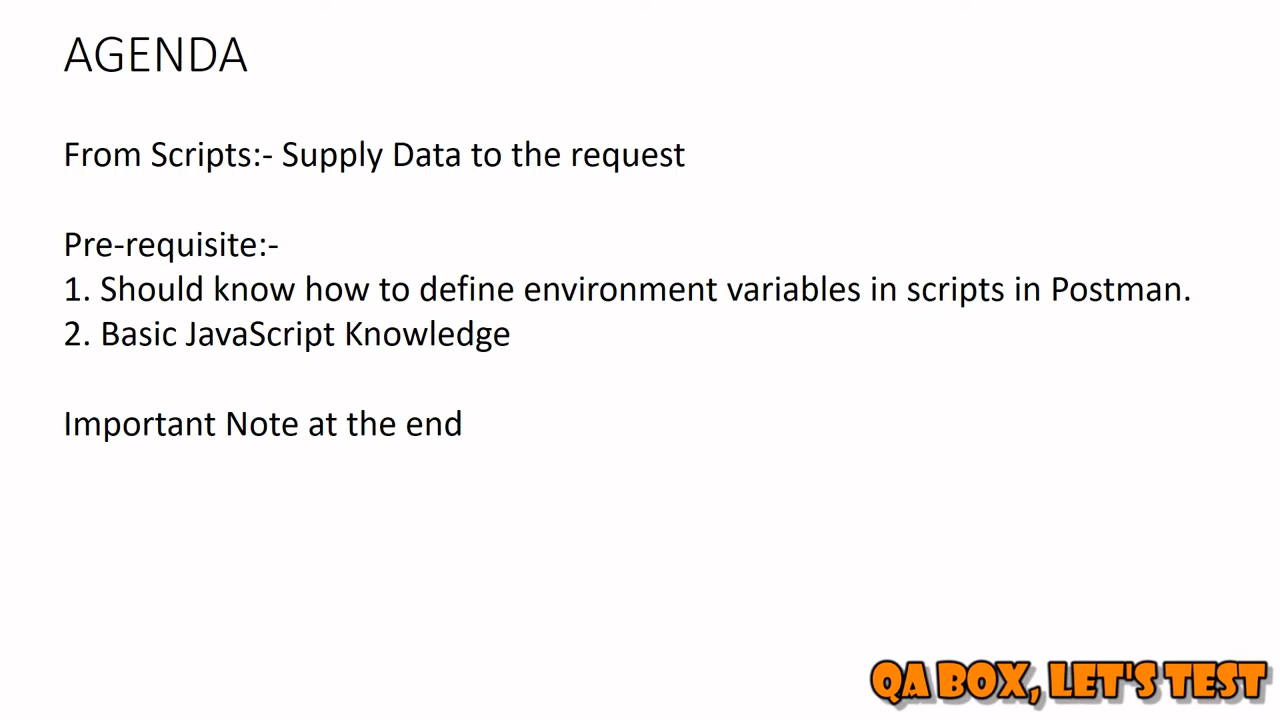 AGENDA
From Scripts:- Supply Data to the request
Pre-requisite:-
1. Should know how to define environment variables in scripts in Postman.
2. Basic JavaScript Knowledge
Important Note at the end
QA BOX, LET'S TEST